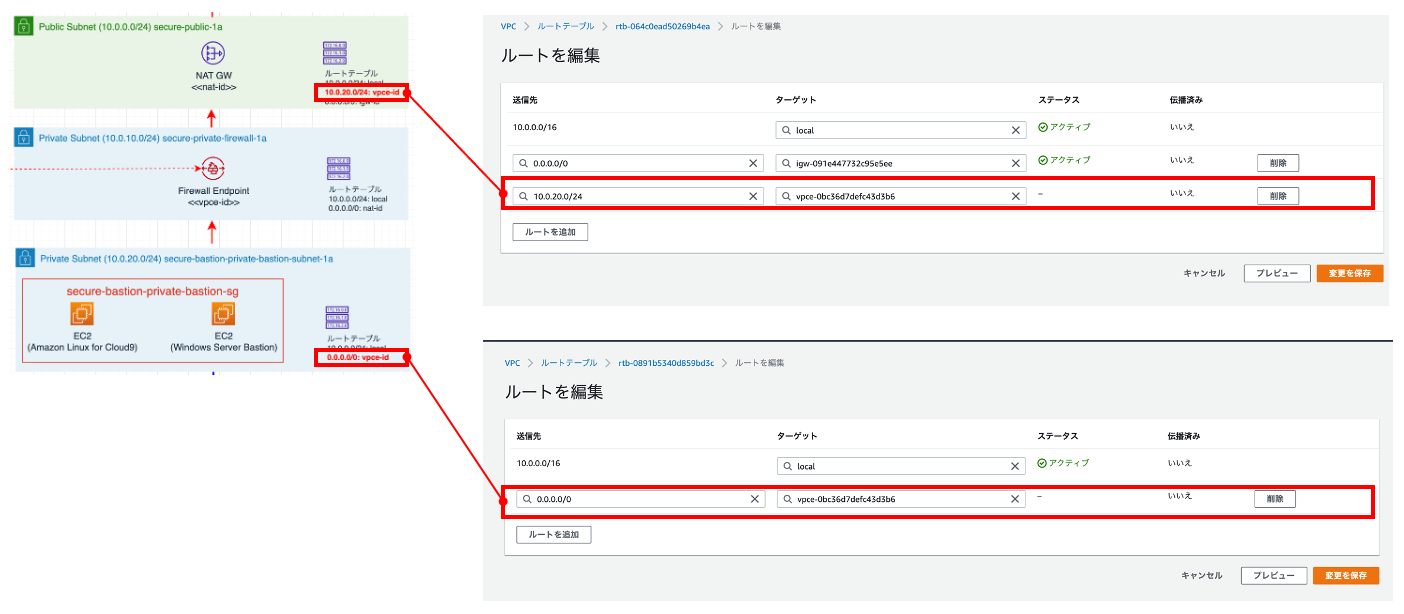 Public Subnet (10.0.0.0/24) secure-public-1a
NAT GW
<<nat-id>>
ルートテーブル
10.0.0.0/24: local
10.0.20.0/24: vpce-id
0.0.0.0/0: igw-id
Private Subnet (10.0.10.0/24) secure-private-firewall-1a
Firewall Endpoint
<<vpce-id>>
ルートテーブル
10.0.0.0/24: local
0.0.0.0/0: nat-id
Private Subnet (10.0.20.0/24) secure-bastion-private-bastion-subnet-1a
secure-bastion-private-bastion-sg
EC2
(Amazon Linux for Cloud9)
EC2
(Windows Server Bastion)
ルートテーブル
10.0.0.0/24: local
0.0.0.0/0: vpce-id
VPC > ルートテーブル > rtb-064c0ead50269b4ea > ルートを編集
ルートを編集
送信先 ターゲット ステータス 伝播済み
10.0.0.0/16 local アクティブ いいえ
0.0.0.0/0 igw-091e447732c95e5ee アクティブ いいえ 削除
10.0.20.0/24 vpce-0bc36d7defc43d3b6 – いいえ 削除
ルートを追加
キャンセル プレビュー 変更を保存
VPC > ルートテーブル > rtb-0891b5340d859bd3c > ルートを編集
ルートを編集
送信先 ターゲット ステータス 伝播済み
10.0.0.0/16 local アクティブ いいえ
0.0.0.0/0 vpce-0bc36d7defc43d3b6 – いいえ 削除
ルートを追加
キャンセル プレビュー 変更を保存